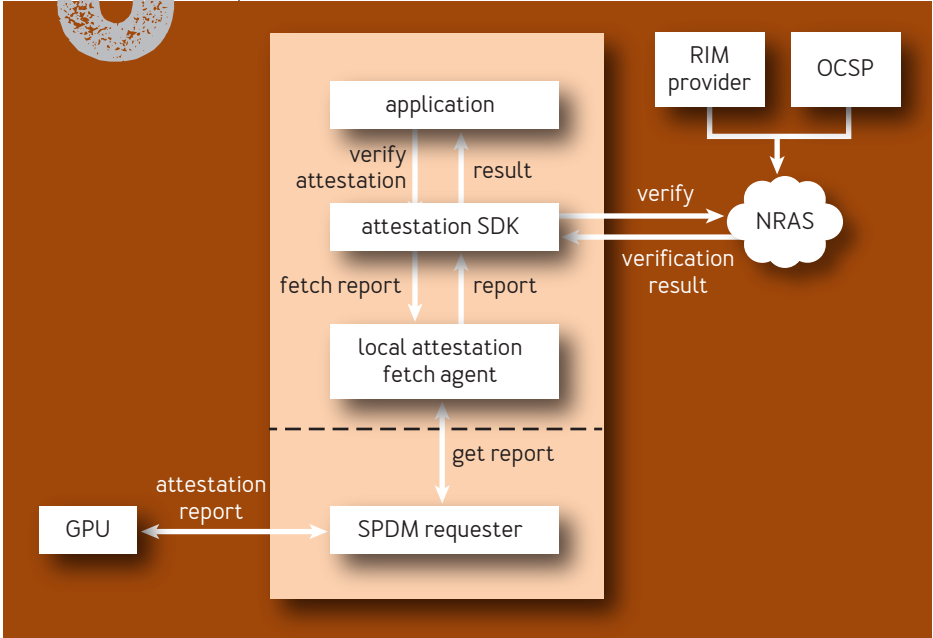 RIM
provider
OCSP
application
verify
attestation
result
verify
attestation SDK
NRAS
verification
result
fetch report
report
local attestation
fetch agent
get report
attestation
report
GPU
SPDM requester